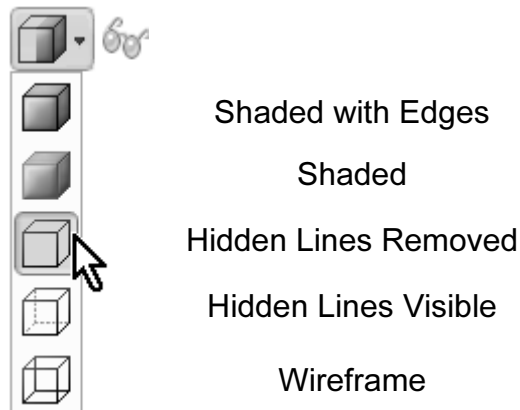 Shaded with Edges
Shaded
Hidden Lines Removed
Hidden Lines Visible
Wireframe